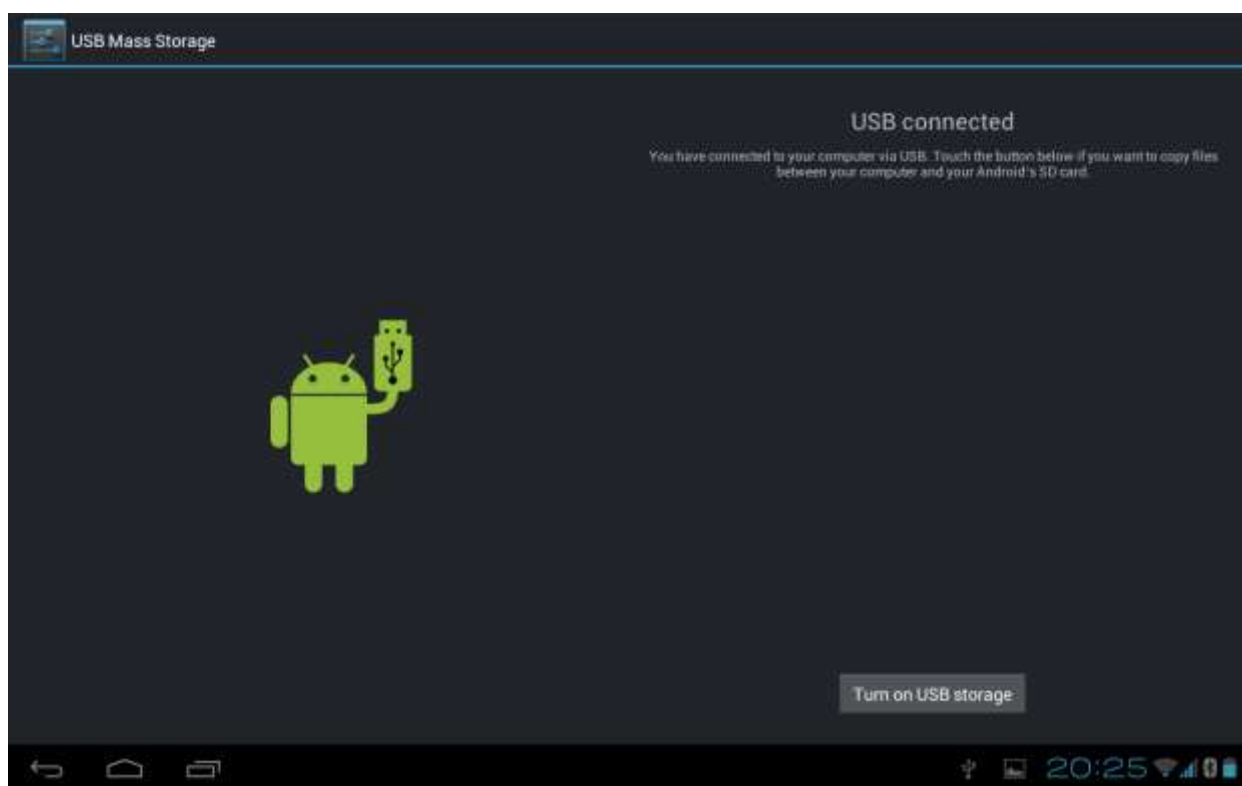 USB Mass Storage
USB connected
You have connected to your computer via USB. Touch the button below if you want to copy files
between your computer and your Android's SD card.
Turn on USB storage
20:25